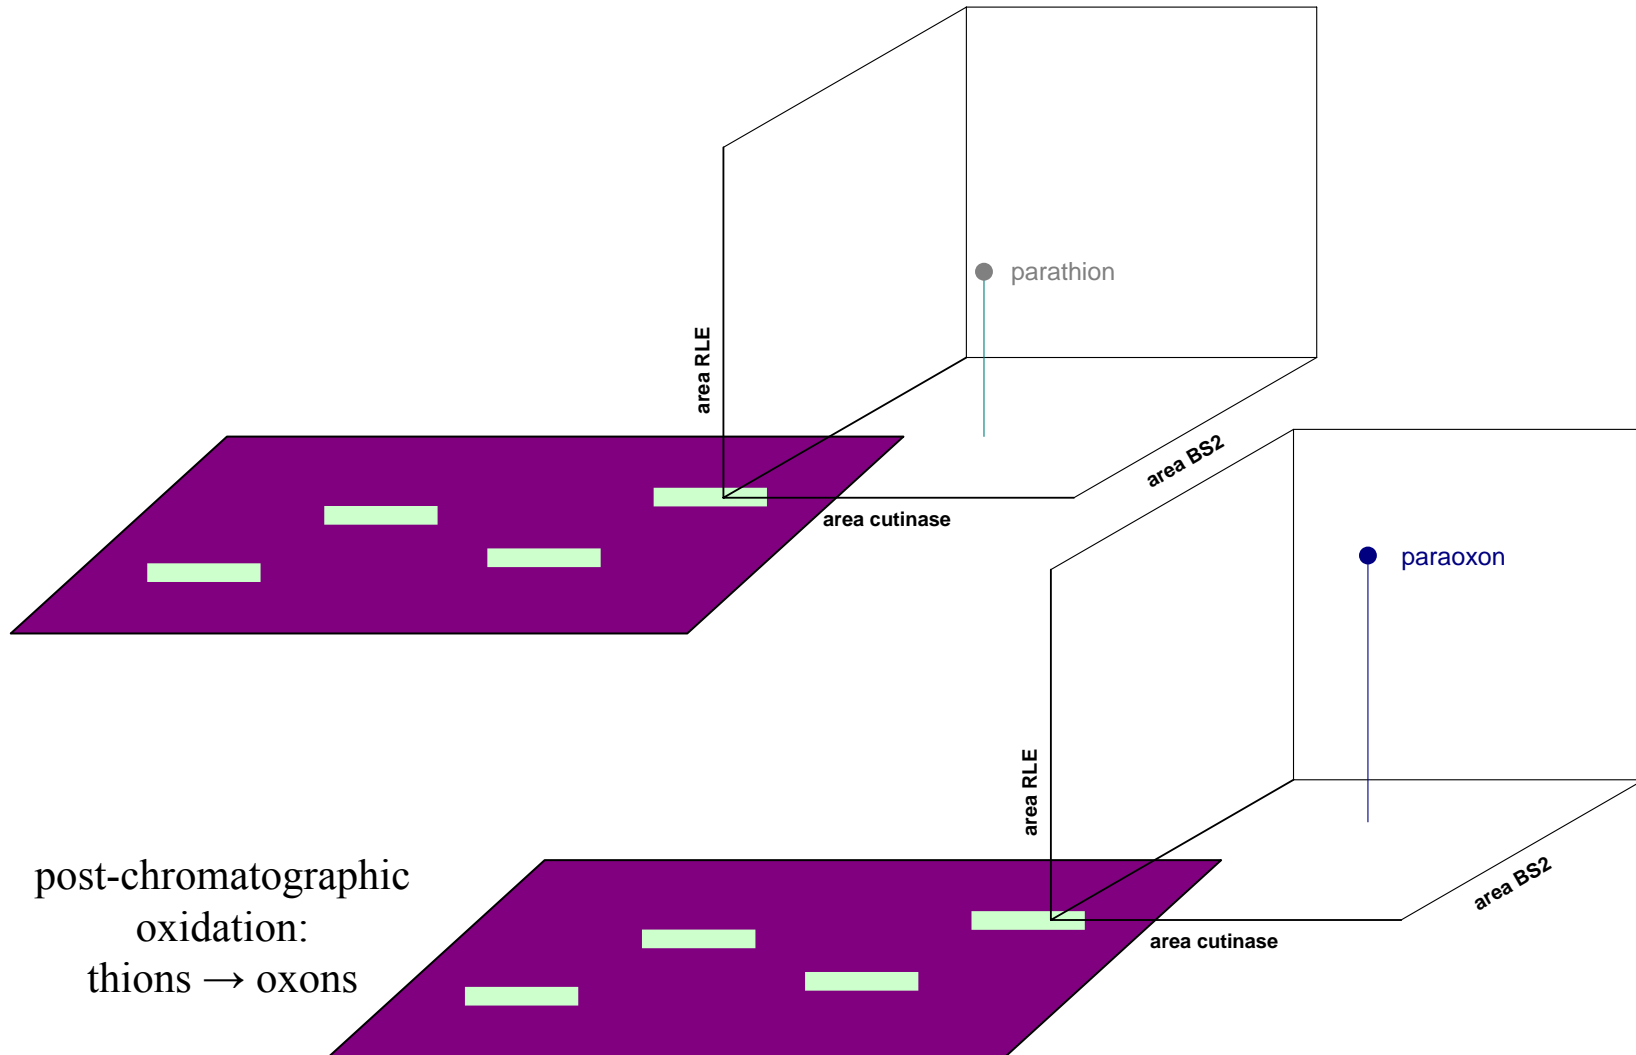 parathion
area RLE
area BS2
area cutinase
paraoxon
area RLE
area BS2
area cutinase
post-chromatographic
oxidation:
thions → oxons